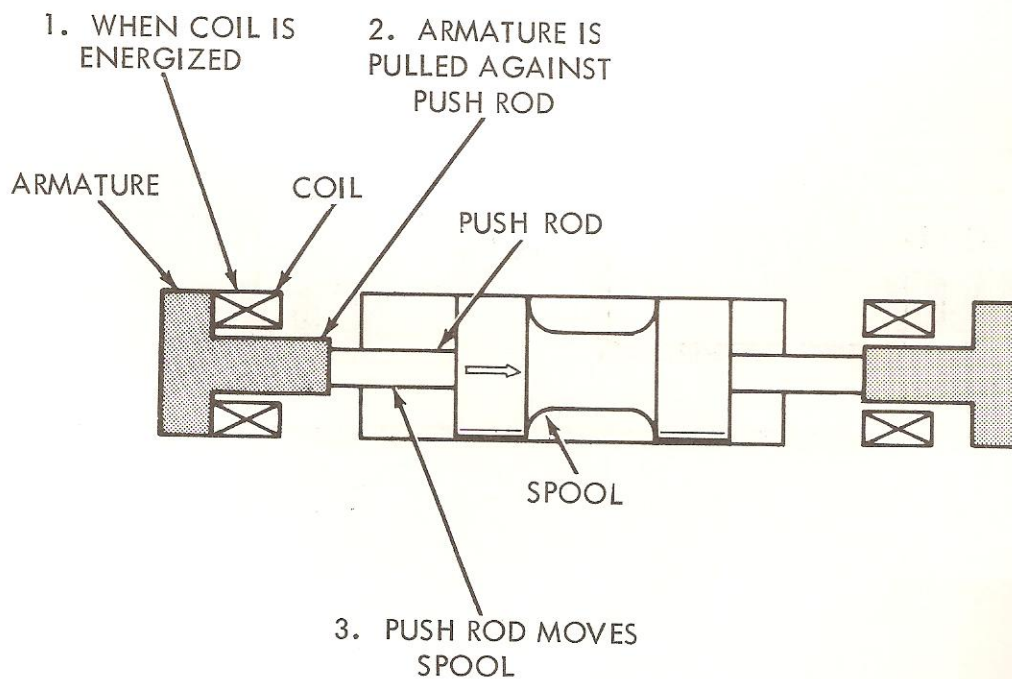 1. WHEN COIL IS
ENERGIZED
2. ARMATURE IS
PULLED AGAINST
PUSH ROD
ARMATURE
COIL
PUSH ROD
SPOOL
3. PUSH ROD MOVES
SPOOL